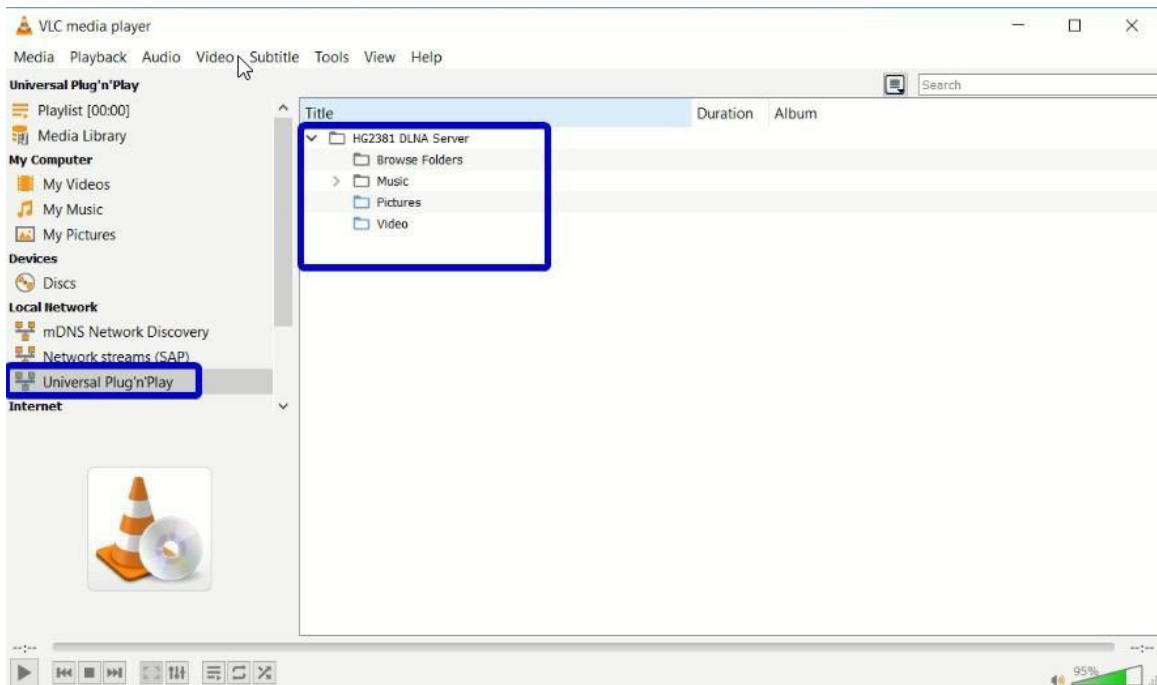 VLC media player
Media Playback Audio Video Subtitle Tools View Help
Universal Plug'n'Play
Search
Playlist [00:00]
Media Library
My Computer
My Videos
My Music
My Pictures
Devices
Discs
Local Network
mDNS Network Discovery
Network streams (SAP)
Universal Plug'n'Play
Internet
Title Duration Album
HG2381 DLNA Server
Browse Folders
Music
Pictures
Video
--:-- --:--
95%